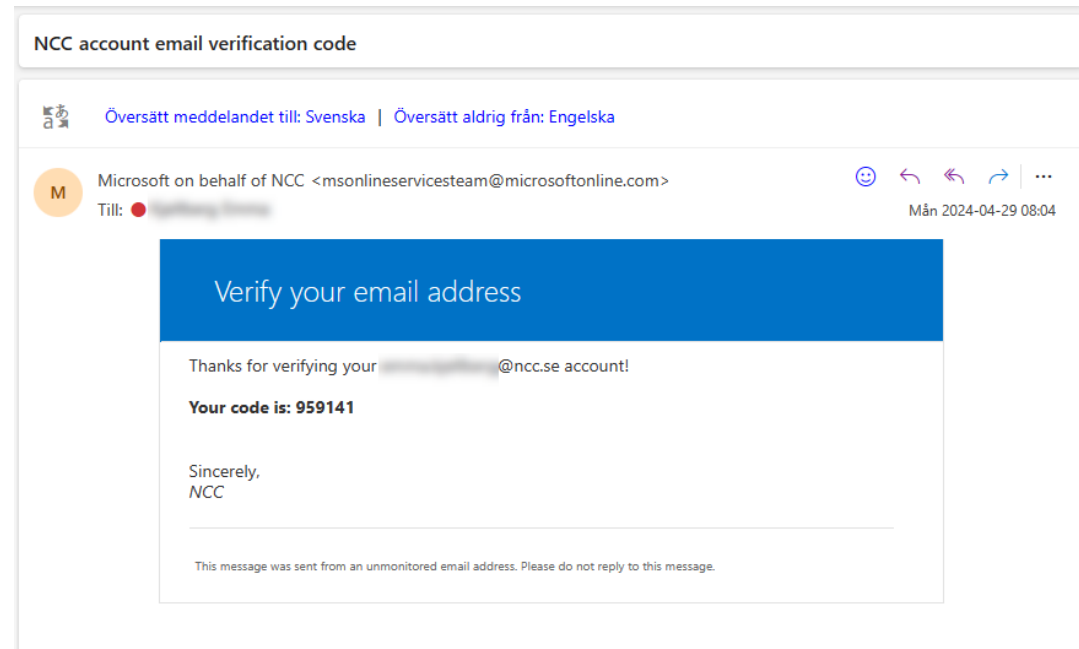 NCC account email verification code
Översätt meddelandet till: Svenska | Översätt aldrig från: Engelska
M
Microsoft on behalf of NCC <msonlineservicesteam@microsoftonline.com>
Till:
Mån 2024-04-29 08:04
Verify your email address
Thanks for verifying your @ncc.se account!
Your code is: 959141
Sincerely,
NCC
This message was sent from an unmonitored email address. Please do not reply to this message.